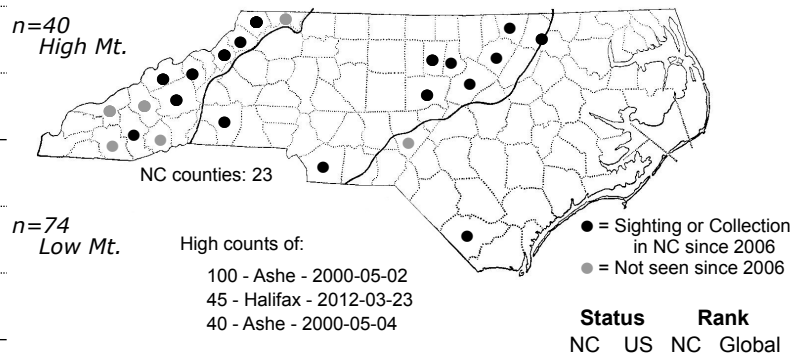 n=40
High Mt.
NC counties: 23
n=74
Low Mt.
High counts of:
100 - Ashe - 2000-05-02
45 - Halifax - 2012-03-23
40 - Ashe - 2000-05-04
= Sighting or Collection
in NC since 2006
= Not seen since 2006
Status Rank
NC US NC Global